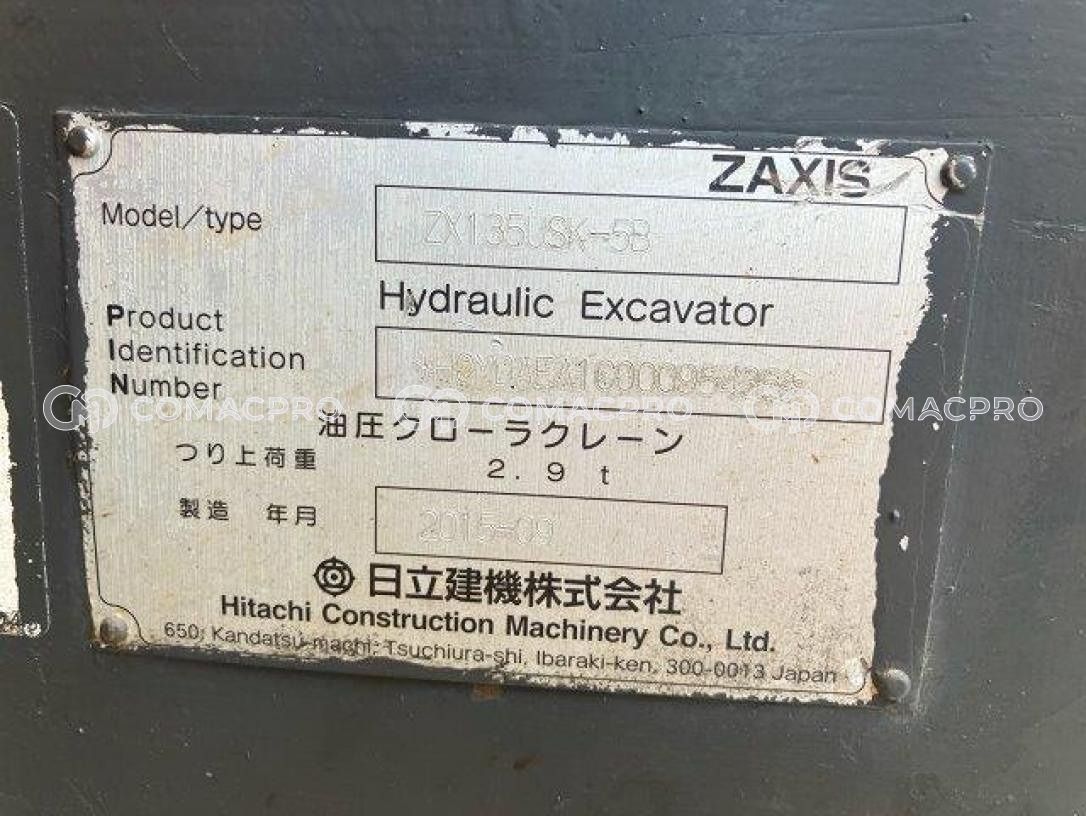 ZAXIS
Model/type ZX135USK-5B
Hydraulic Excavator
Product
Identification
Number
COMACPRO COMACPRO COMACPRO
油圧クローラクレーン
つり上荷重 2.9 t
製造 年月 2015-09
日立建機株式会社
Hitachi Construction Machinery Co., Ltd.
650, Kandatsu-machi, Tsuchiura-shi, Ibaraki-ken, 300-0013 Japan